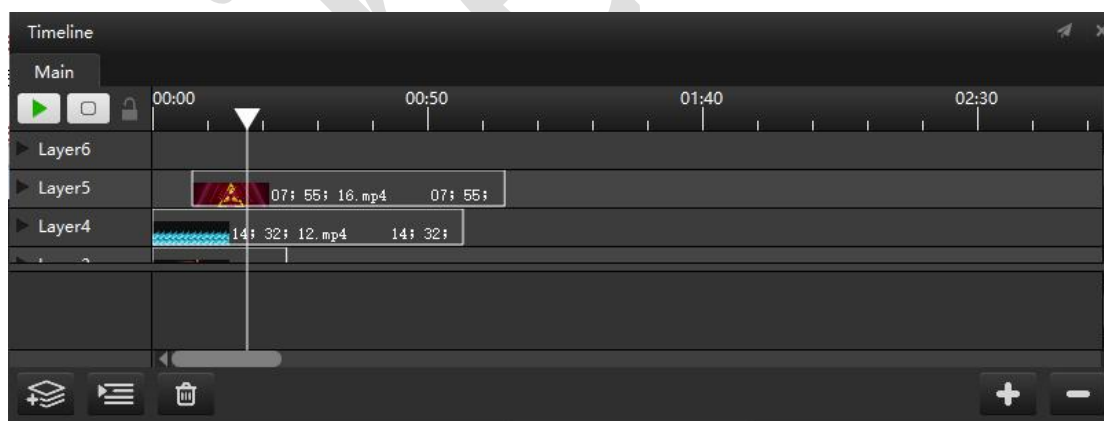 Timeline
Main
00:00 00:50 01:40 02:30
Layer6
Layer5 07; 55; 16.mp4 07; 55;
Layer4 14; 32; 12.mp4 14; 32;